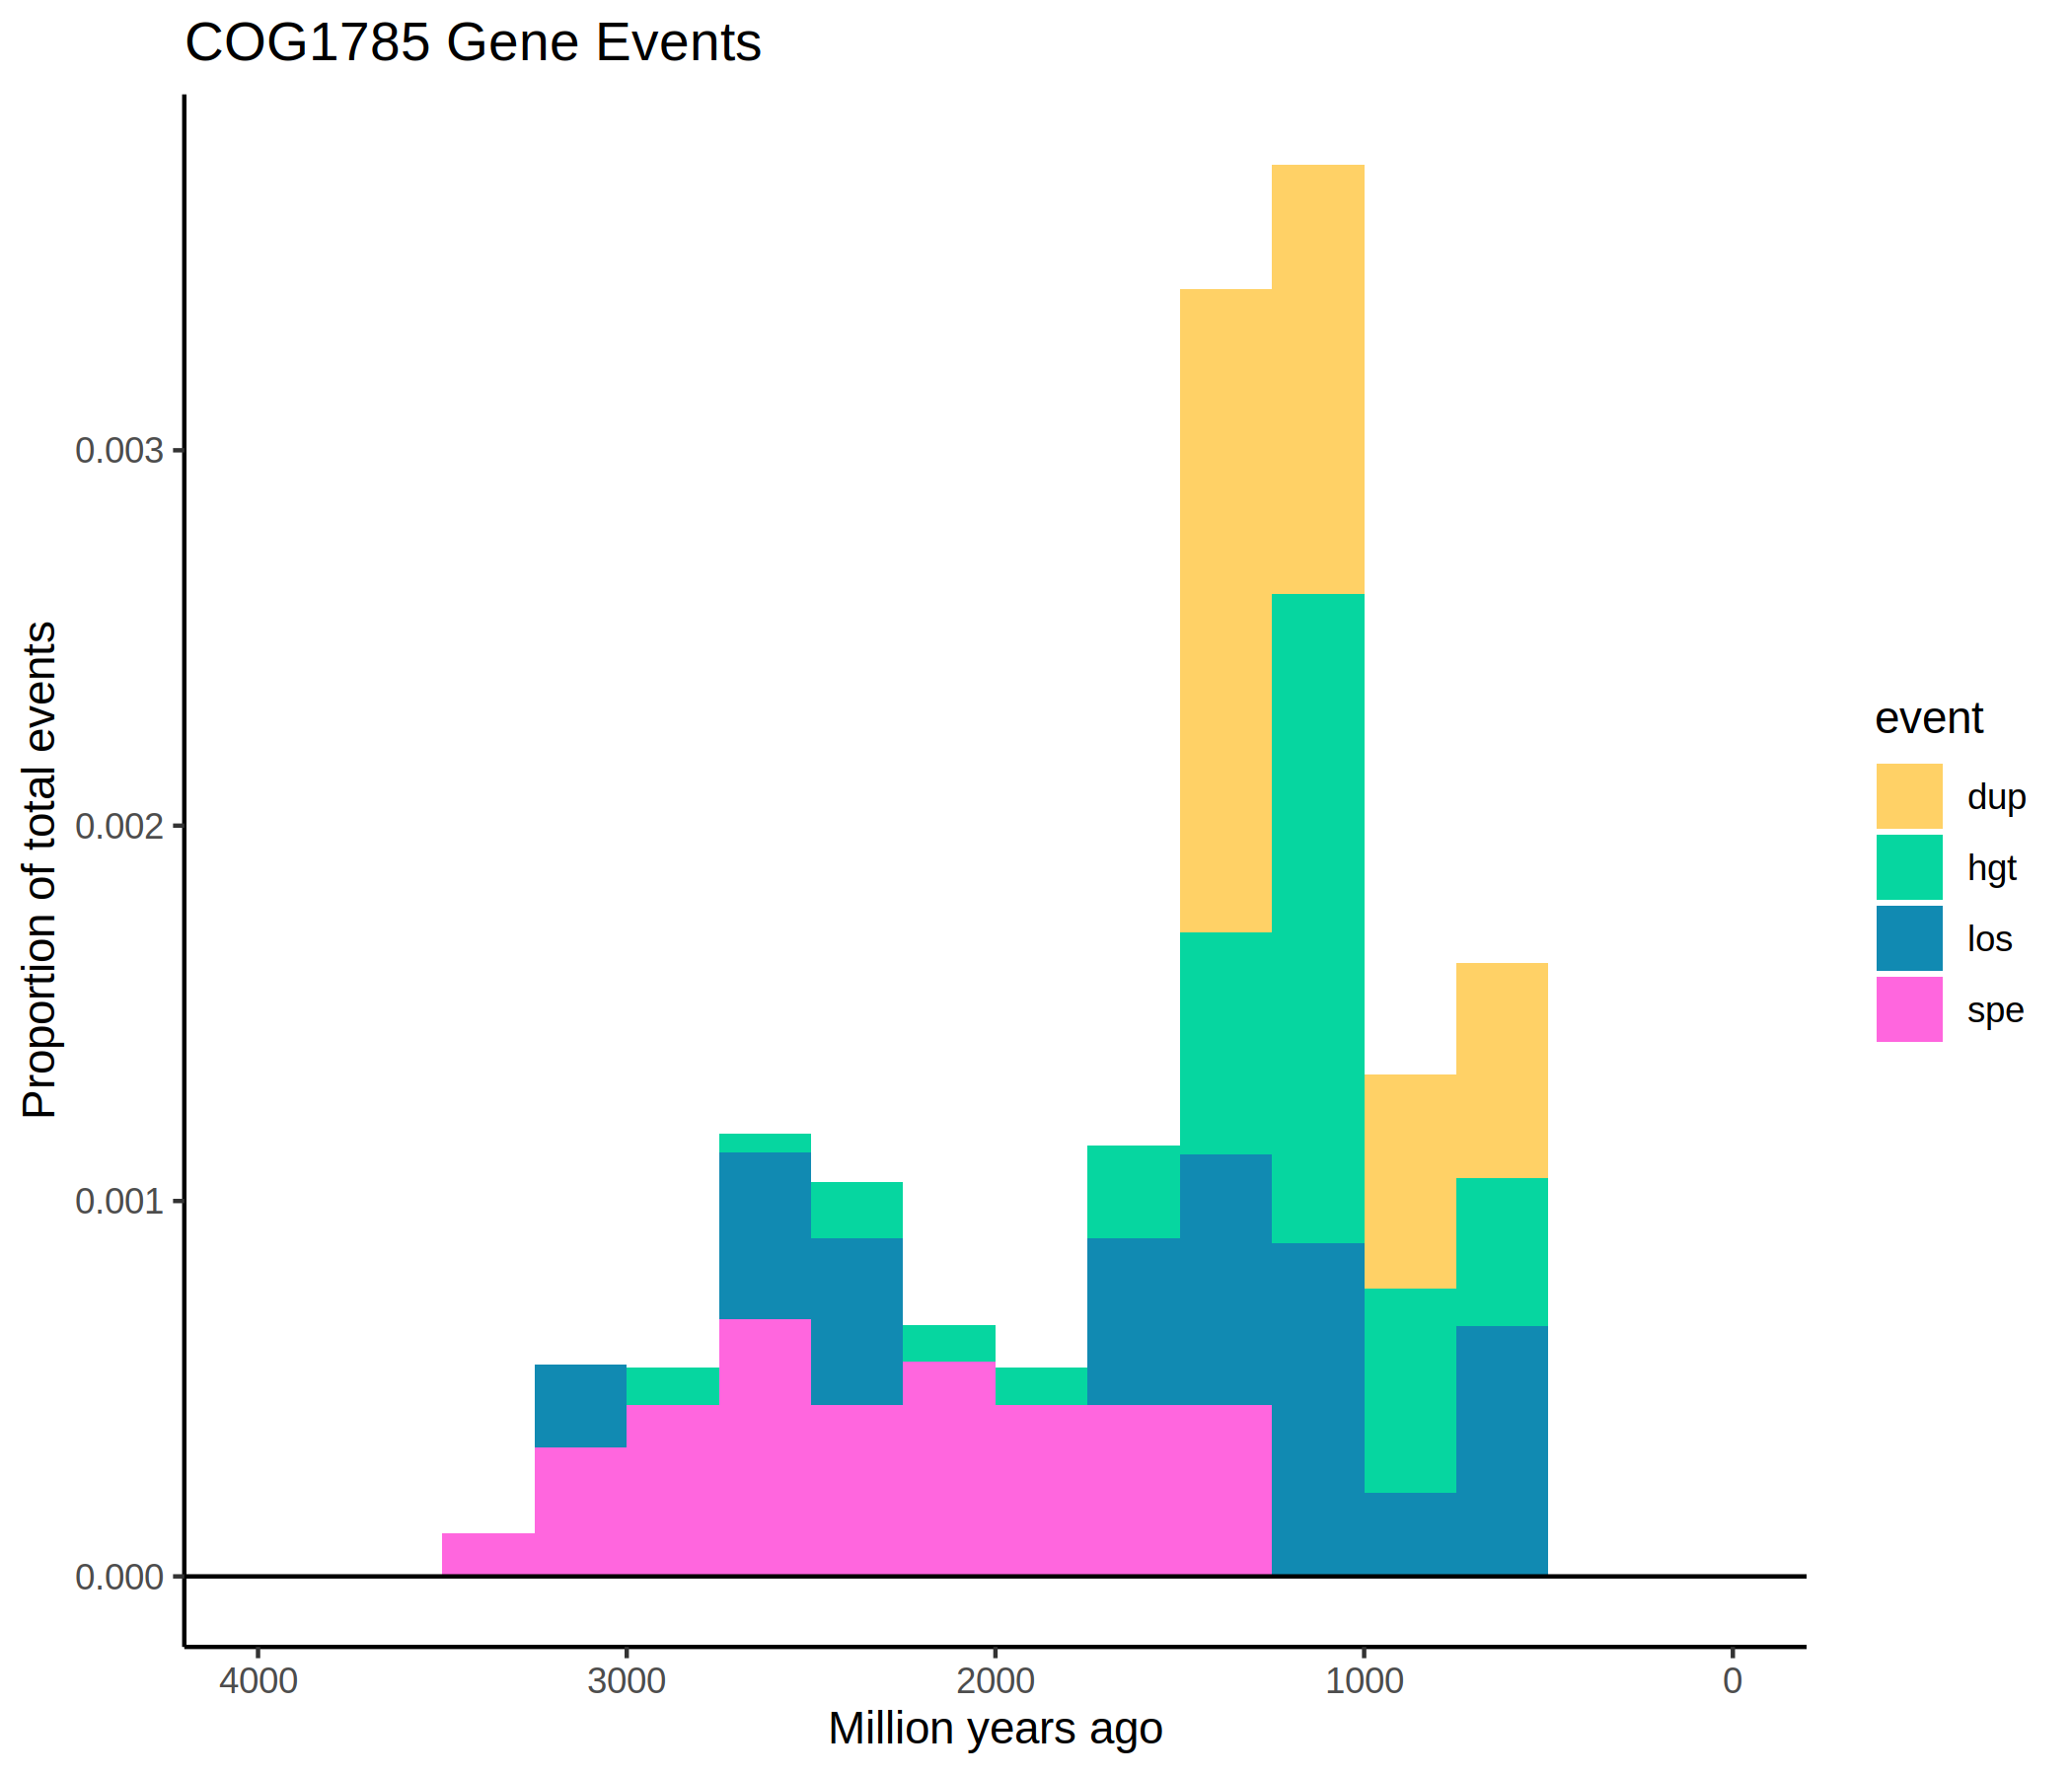 COG1785 Gene Events
Proportion of total events
0.003
0.002
0.001
0.000
4000 3000 2000 1000 0
Million years ago
event
dup
hgt
los
spe